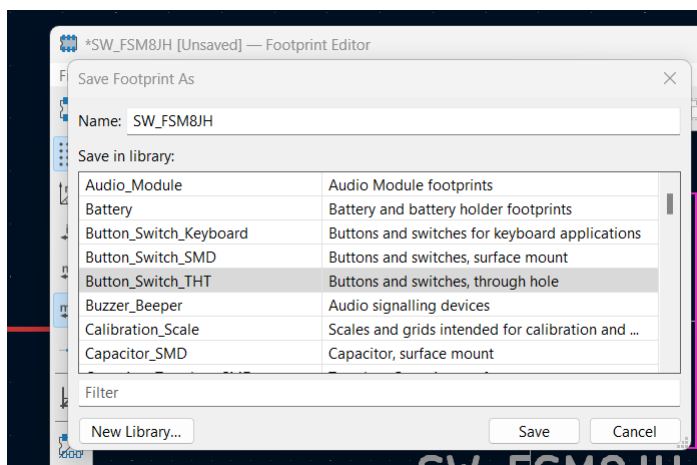 *SW_FSM8JH [Unsaved] — Footprint Editor
Save Footprint As
Name: SW_FSM8JH
Save in library:
Audio_Module Audio Module footprints
Battery Battery and battery holder footprints
Button_Switch_Keyboard Buttons and switches for keyboard applications
Button_Switch_SMD Buttons and switches, surface mount
Button_Switch_THT Buttons and switches, through hole
Buzzer_Beeper Audio signalling devices
Calibration_Scale Scales and grids intended for calibration and ...
Capacitor_SMD Capacitor, surface mount
Filter
New Library... Save Cancel
SW_FSM8JH